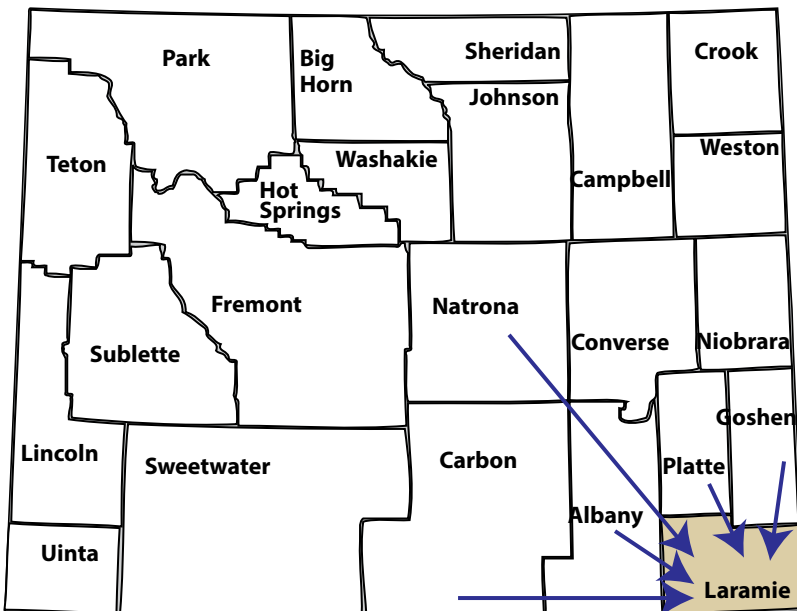 Park
Big
Horn
Sheridan
Crook
Johnson
Teton
Washakie
Weston
Campbell
Hot
Springs
Fremont
Natrona
Converse
Niobrara
Sublette
Goshen
Lincoln
Sweetwater
Carbon
Platte
Albany
Uinta
Laramie